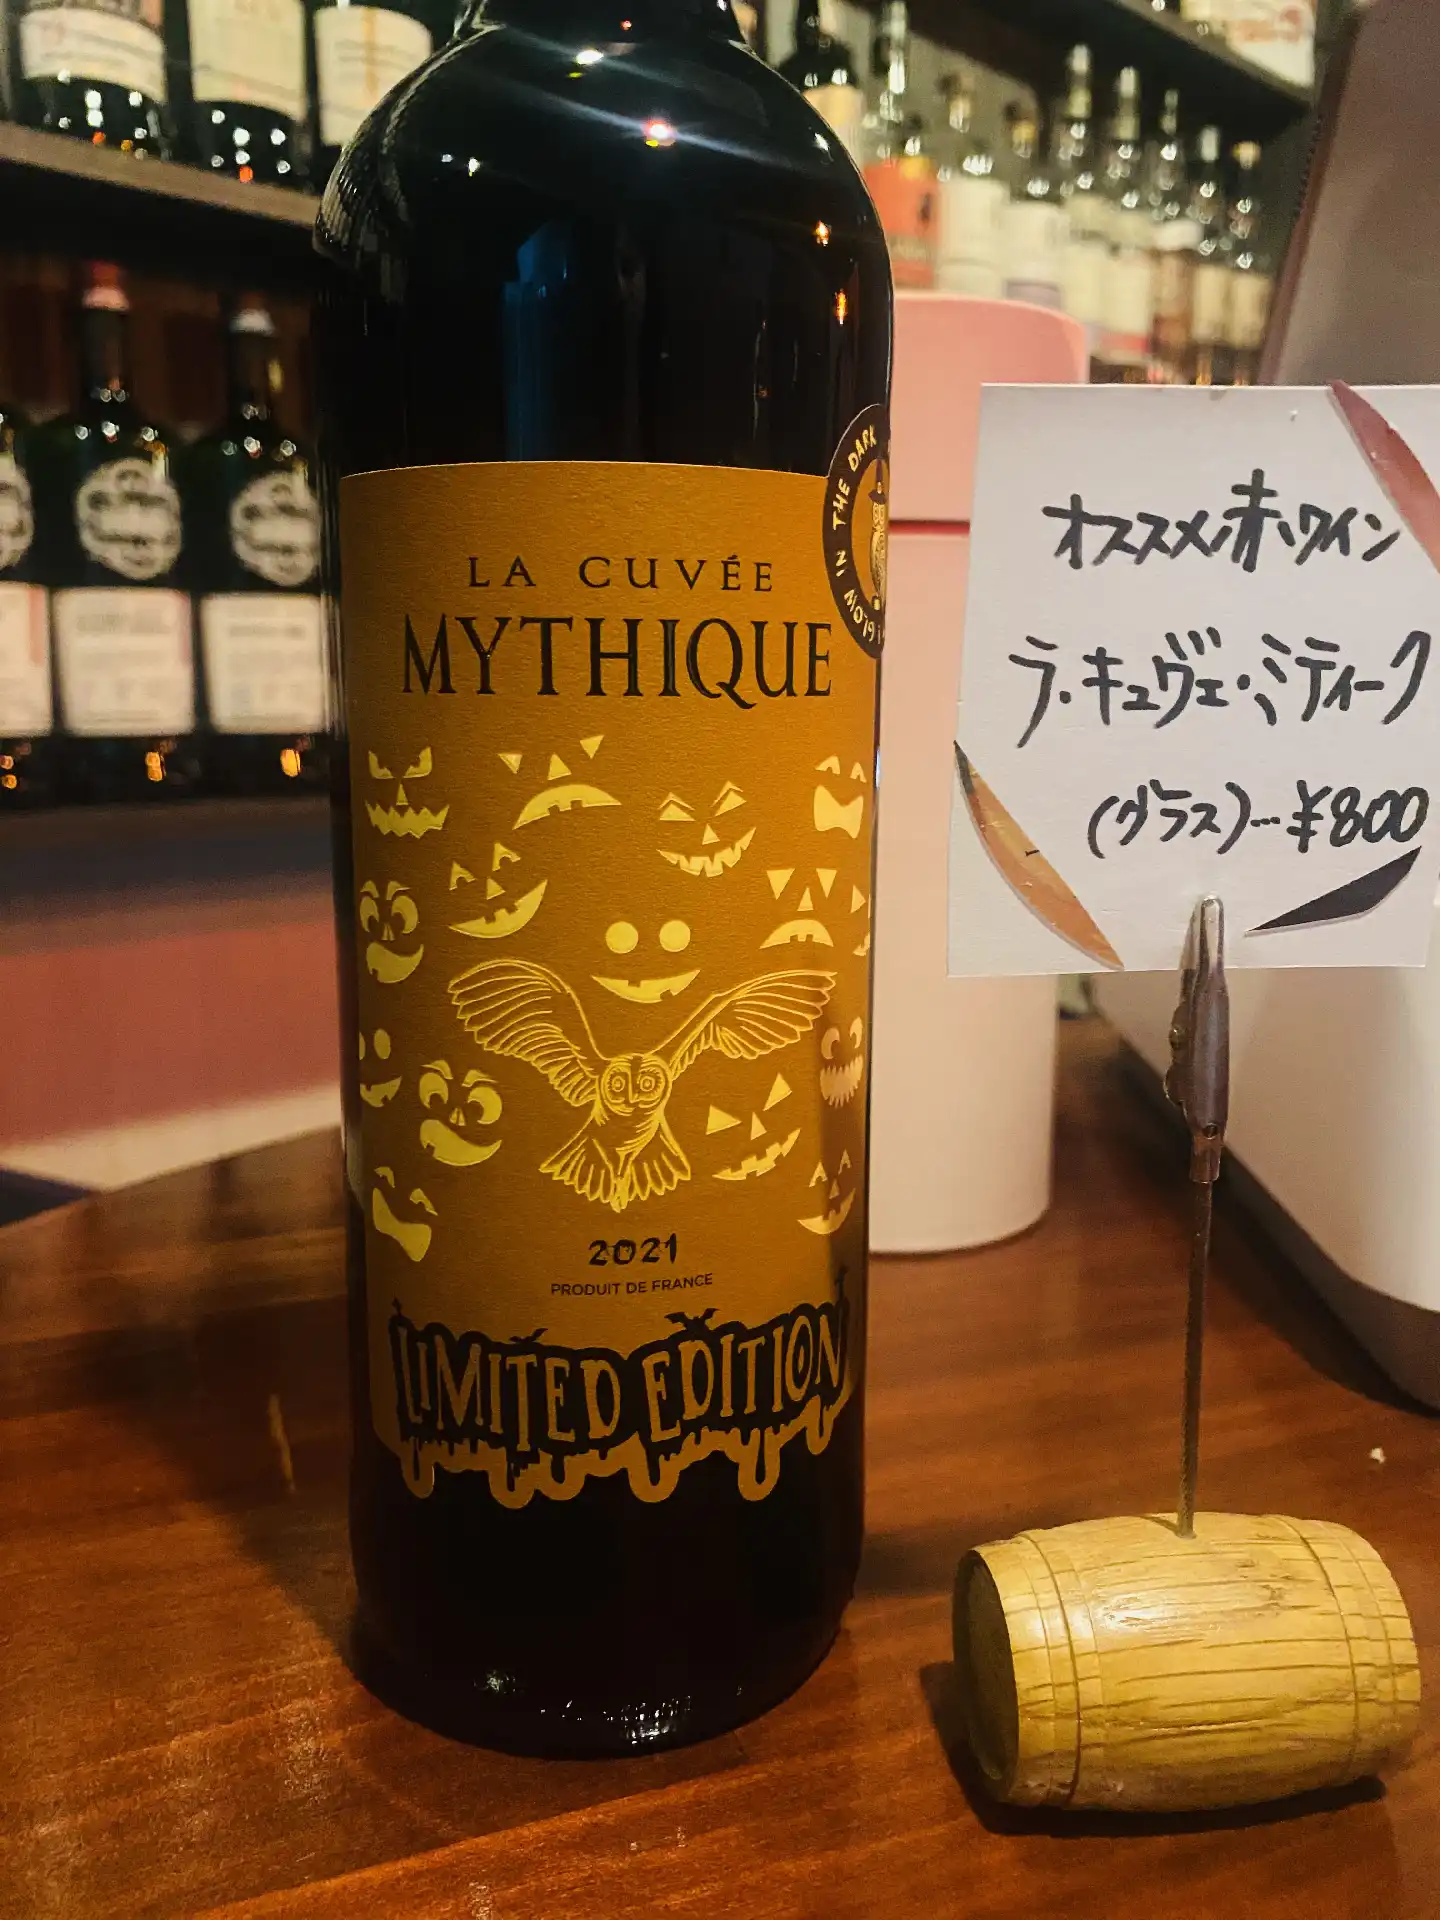 LA CUVÉE
MYTHIQUE
GLOW IN THE DARK
2021
PRODUIT DE FRANCE
LIMITED EDITION
オススメ赤ワイン
ラ・キュヴェ・ミティーク
(グラス)…¥800